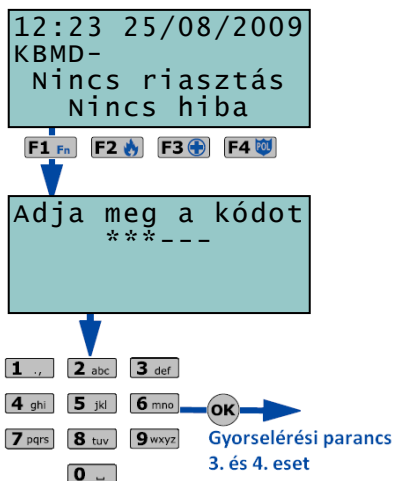 12:23 25/08/2009
KBMD-
Nincs riasztás
Nincs hiba
F1 Fn F2 F3 F4 POL
Adja meg a kódot
***---
1 ., 2 abc 3 def
4 ghi 5 jkl 6 mno OK
7 pqrs 8 tuv 9 wxyz
Gyorselérési parancs
3. és 4. eset
0 ⎵